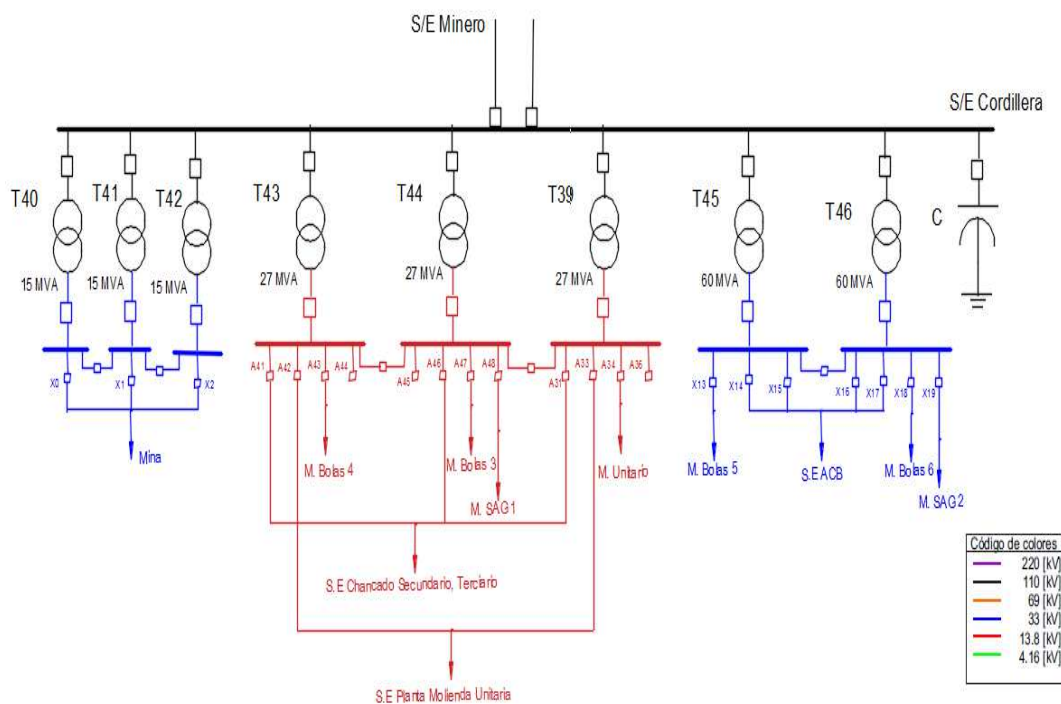 S/E Minero
S/E Cordillera
T40
T41
T42
T43
T44
T39
T45
T46
C
15 MVA
15 MVA
15 MVA
27 MVA
27 MVA
27 MVA
60 MVA
60 MVA
X0
X1
X2
A41
A42
A43
A44
A45
A46
A47
A48
A31
A33
A34
A36
X13
X14
X15
X16
X17
X18
X19
Mina
M. Bolas 4
M. Bolas 3
M. SAG 1
M. Unitario
M. Bolas 5
S.E ACB
M. Bolas 6
M. SAG 2
S.E Chancado Secundario, Terciario
S.E Planta Molienda Unitaria
Código de colores
220 [kV]
110 [kV]
69 [kV]
33 [kV]
13.8 [kV]
4.16 [kV]